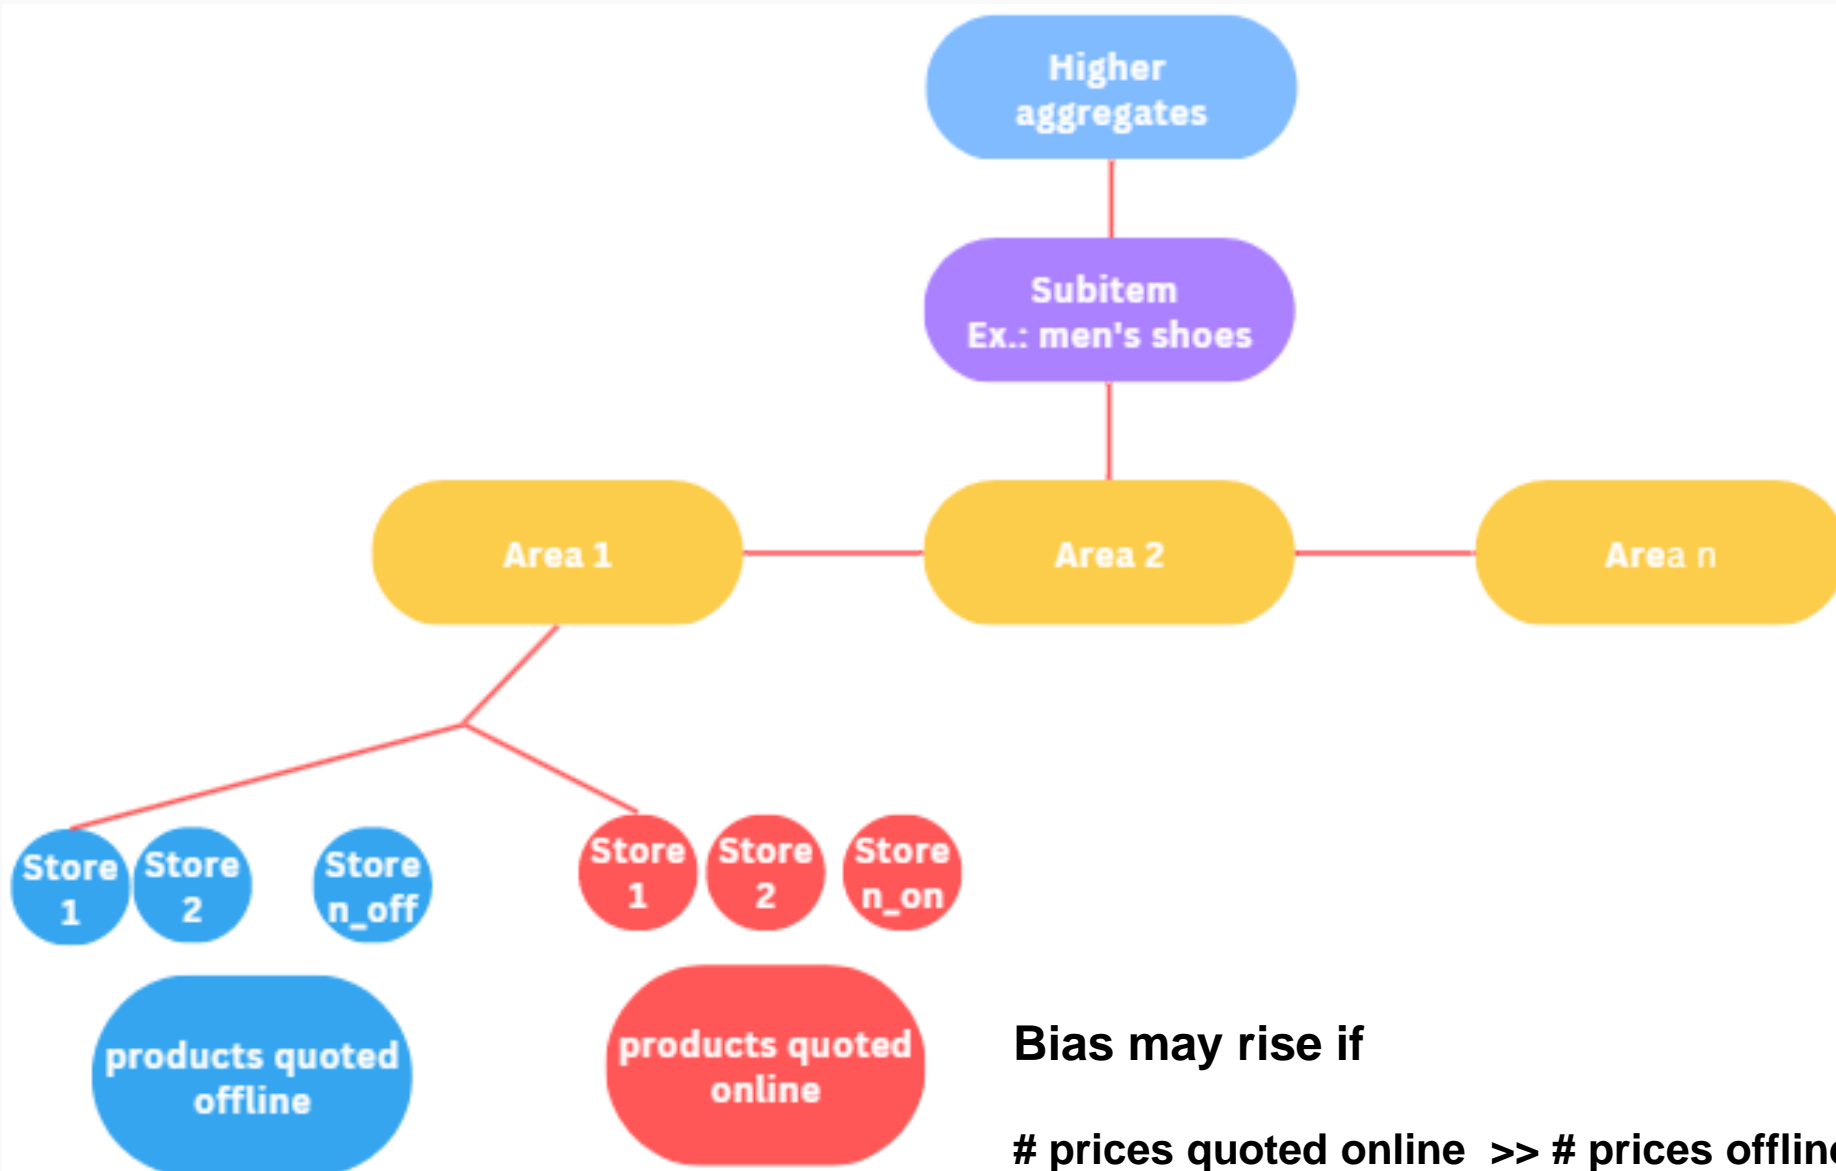 Higher
aggregates
Subitem
Ex.: men's shoes
Area 1
Area 2
Area n
Store
1
Store
2
Store
n_off
Store
1
Store
2
Store
n_on
products quoted
offline
products quoted
online
Bias may rise if
# prices quoted online >> # prices offline